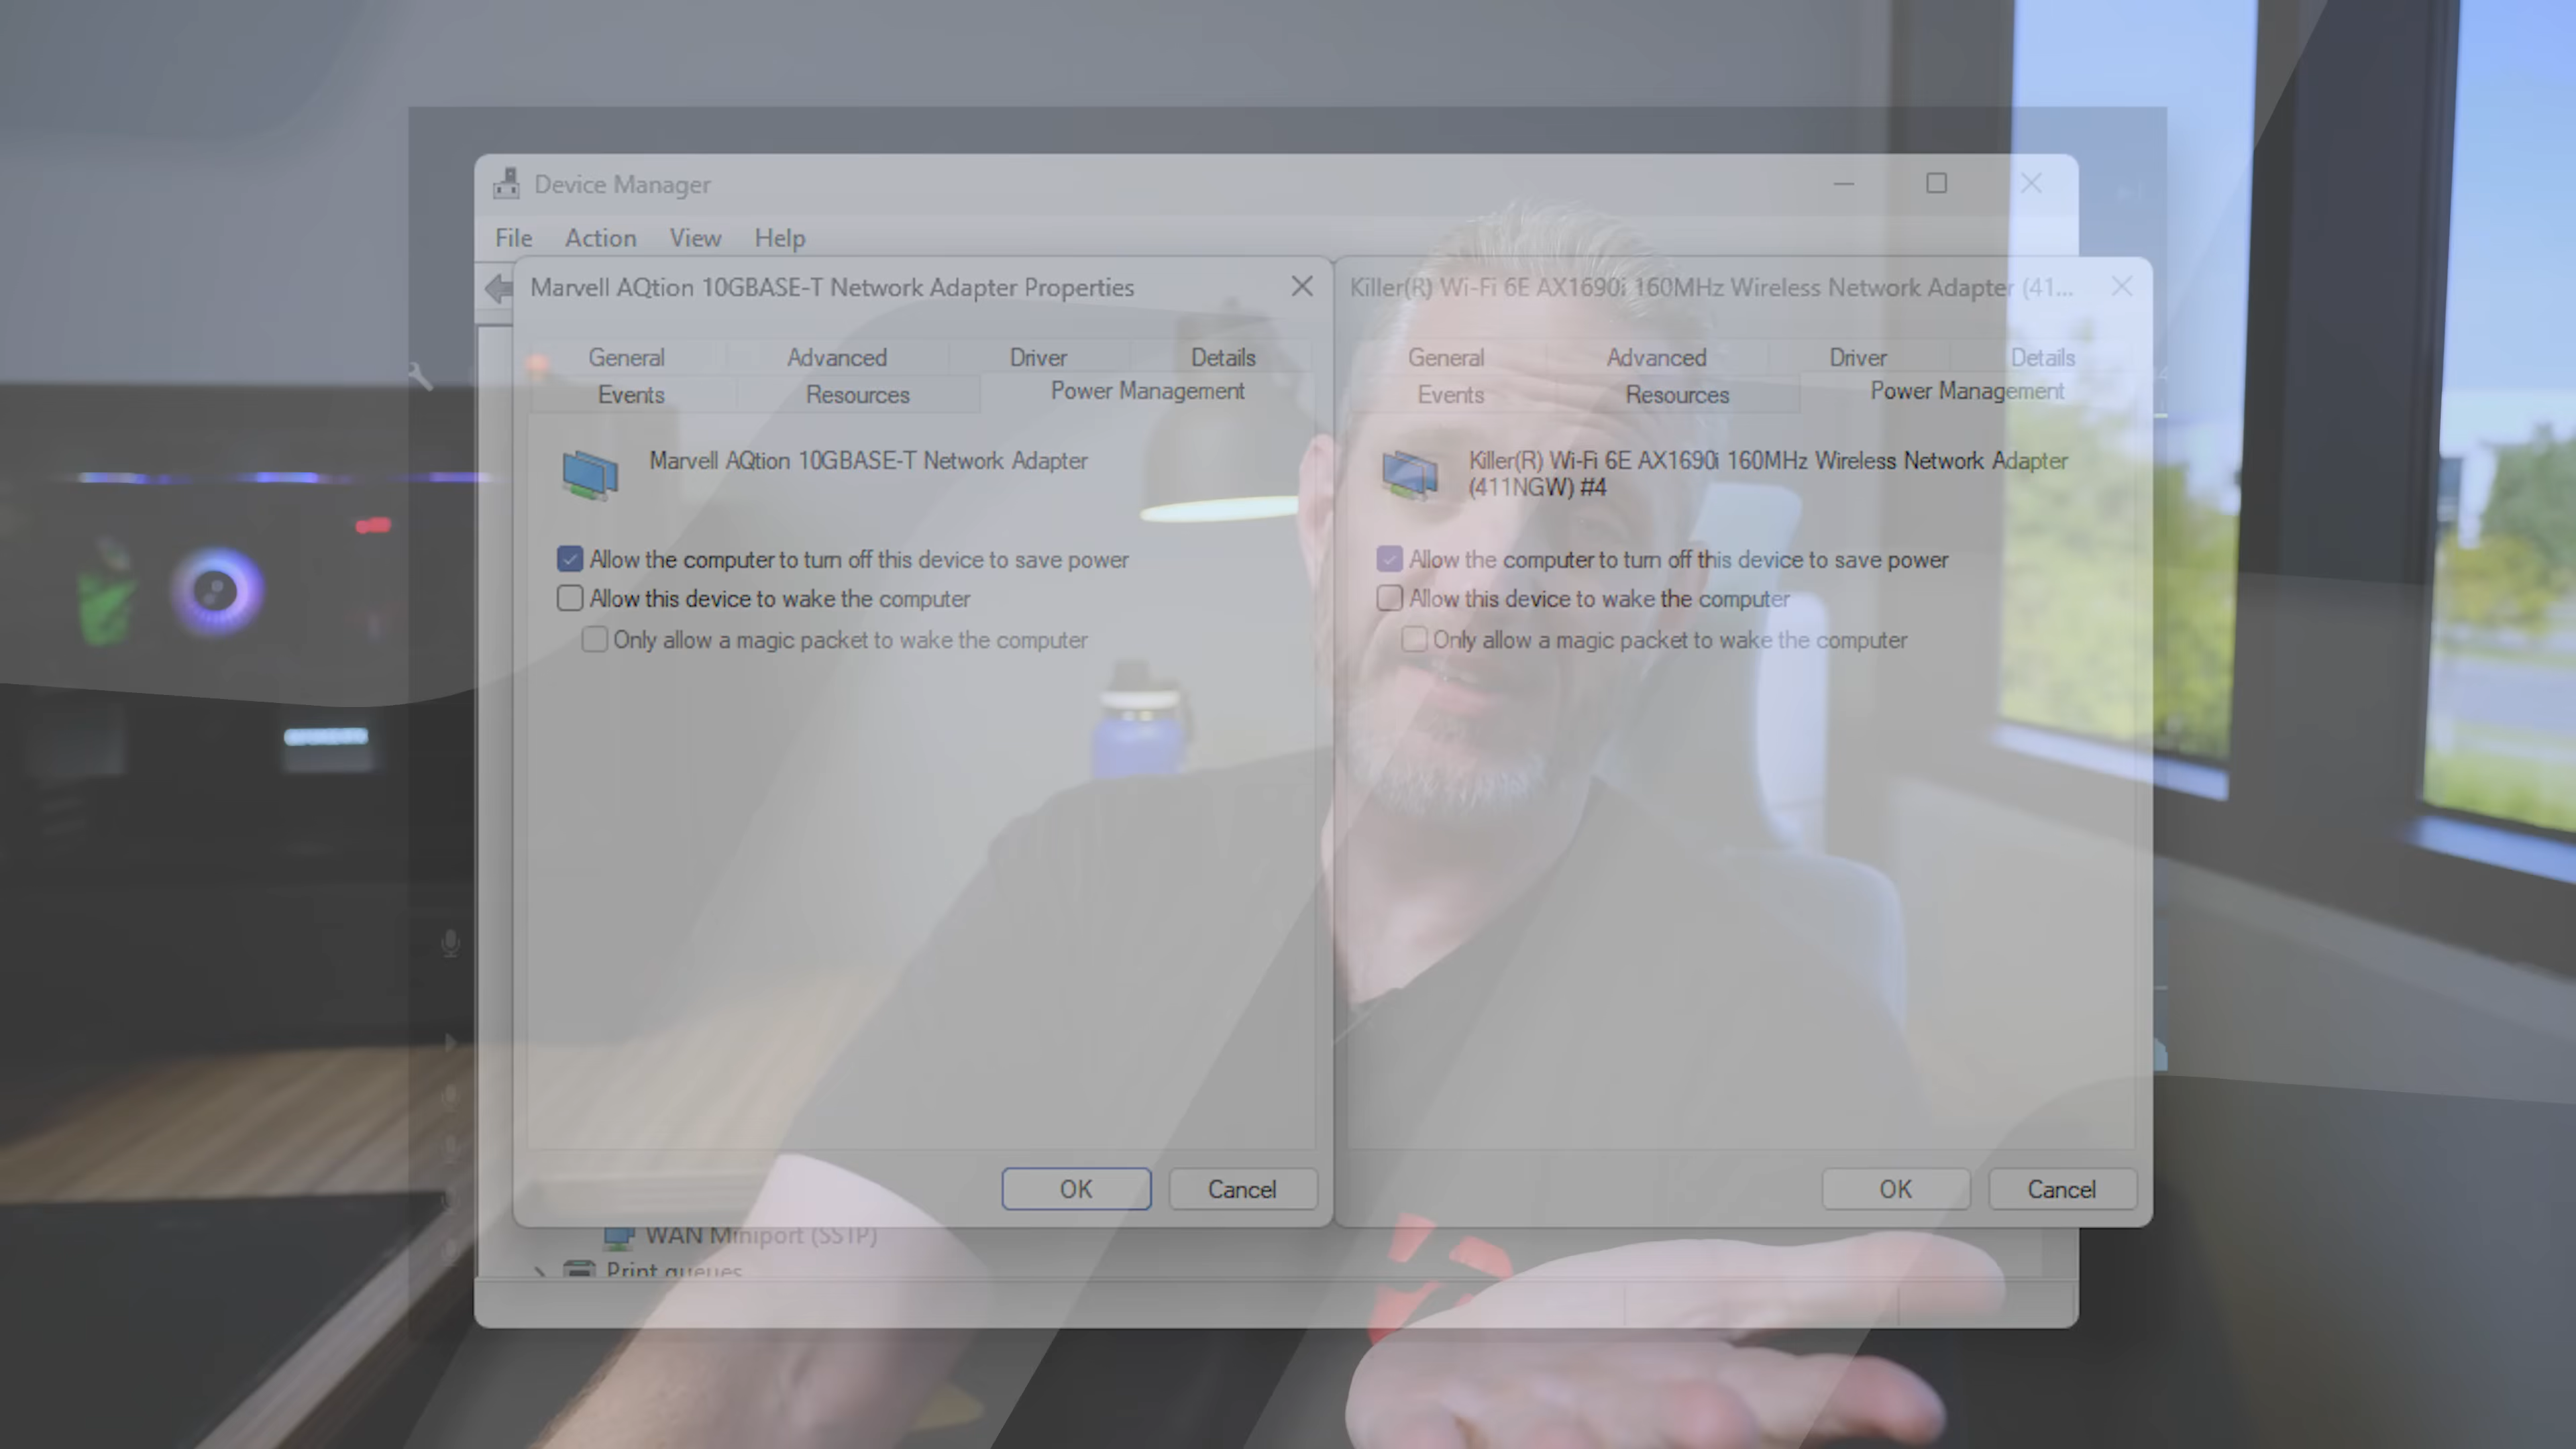 Device Manager
File Action View Help
Marvell AQtion 10GBASE-T Network Adapter Properties
General Advanced Driver Details
Events Resources Power Management
Marvell AQtion 10GBASE-T Network Adapter
Allow the computer to turn off this device to save power
Allow this device to wake the computer
Only allow a magic packet to wake the computer
OK Cancel
Killer(R) Wi-Fi 6E AX1690i 160MHz Wireless Network Adapter (41...
General Advanced Driver Details
Events Resources Power Management
Killer(R) Wi-Fi 6E AX1690i 160MHz Wireless Network Adapter
(411NGW) #4
Allow the computer to turn off this device to save power
Allow this device to wake the computer
Only allow a magic packet to wake the computer
OK Cancel
WAN Miniport (SSTP)
Print queues